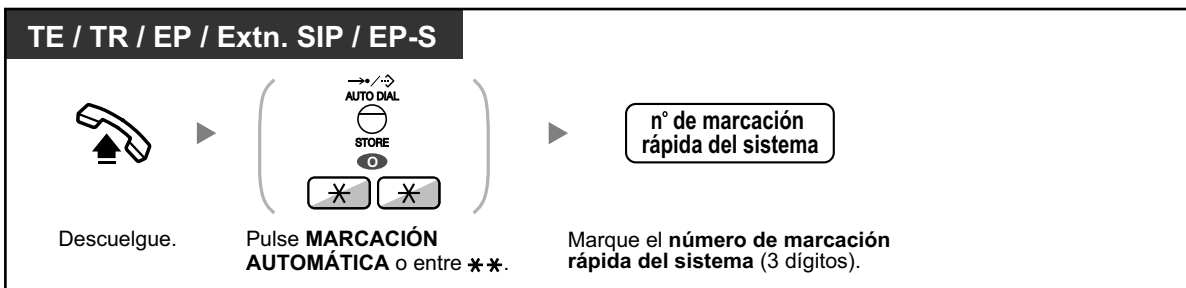 TE / TR / EP / Extn. SIP / EP-S
AUTO DIAL
STORE
O
* *
n° de marcación
rápida del sistema
Descuelgue.
Pulse MARCACIÓN
AUTOMÁTICA o entre * *.
Marque el número de marcación
rápida del sistema (3 dígitos).